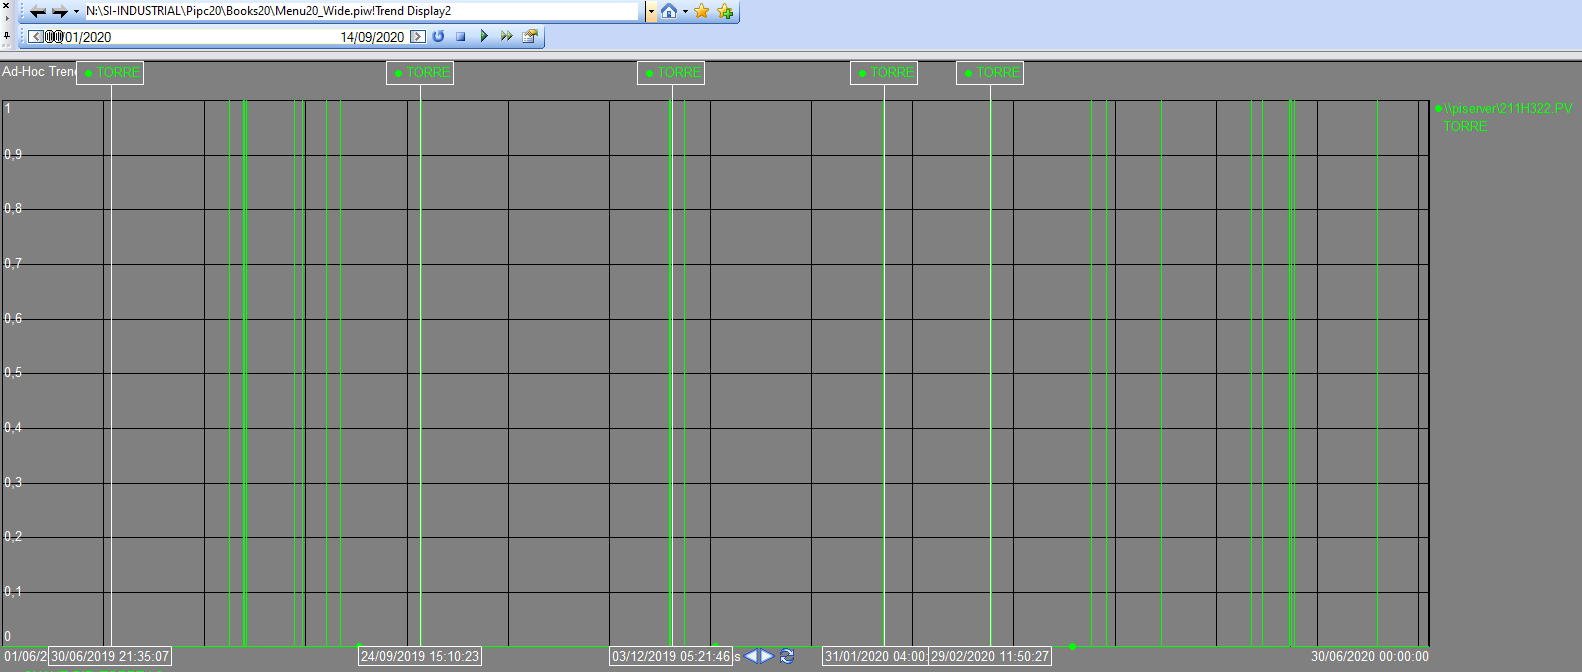 N:\SI-INDUSTRIAL\Pipc20\Books20\Menu20_Wide.piw!Trend Display2
/01/2020 14/09/2020
Ad-Hoc Tren TORRE TORRE TORRE TORRE TORRE
1
\\piserver\211H322.PV
TORRE
0,9
0,8
0,7
0,6
0,5
0,4
0,3
0,2
0,1
0
01/06/2 30/06/2019 21:35:07 24/09/2019 15:10:23 03/12/2019 05:21:46 s 31/01/2020 04:00: 29/02/2020 11:50:27 30/06/2020 00:00:00